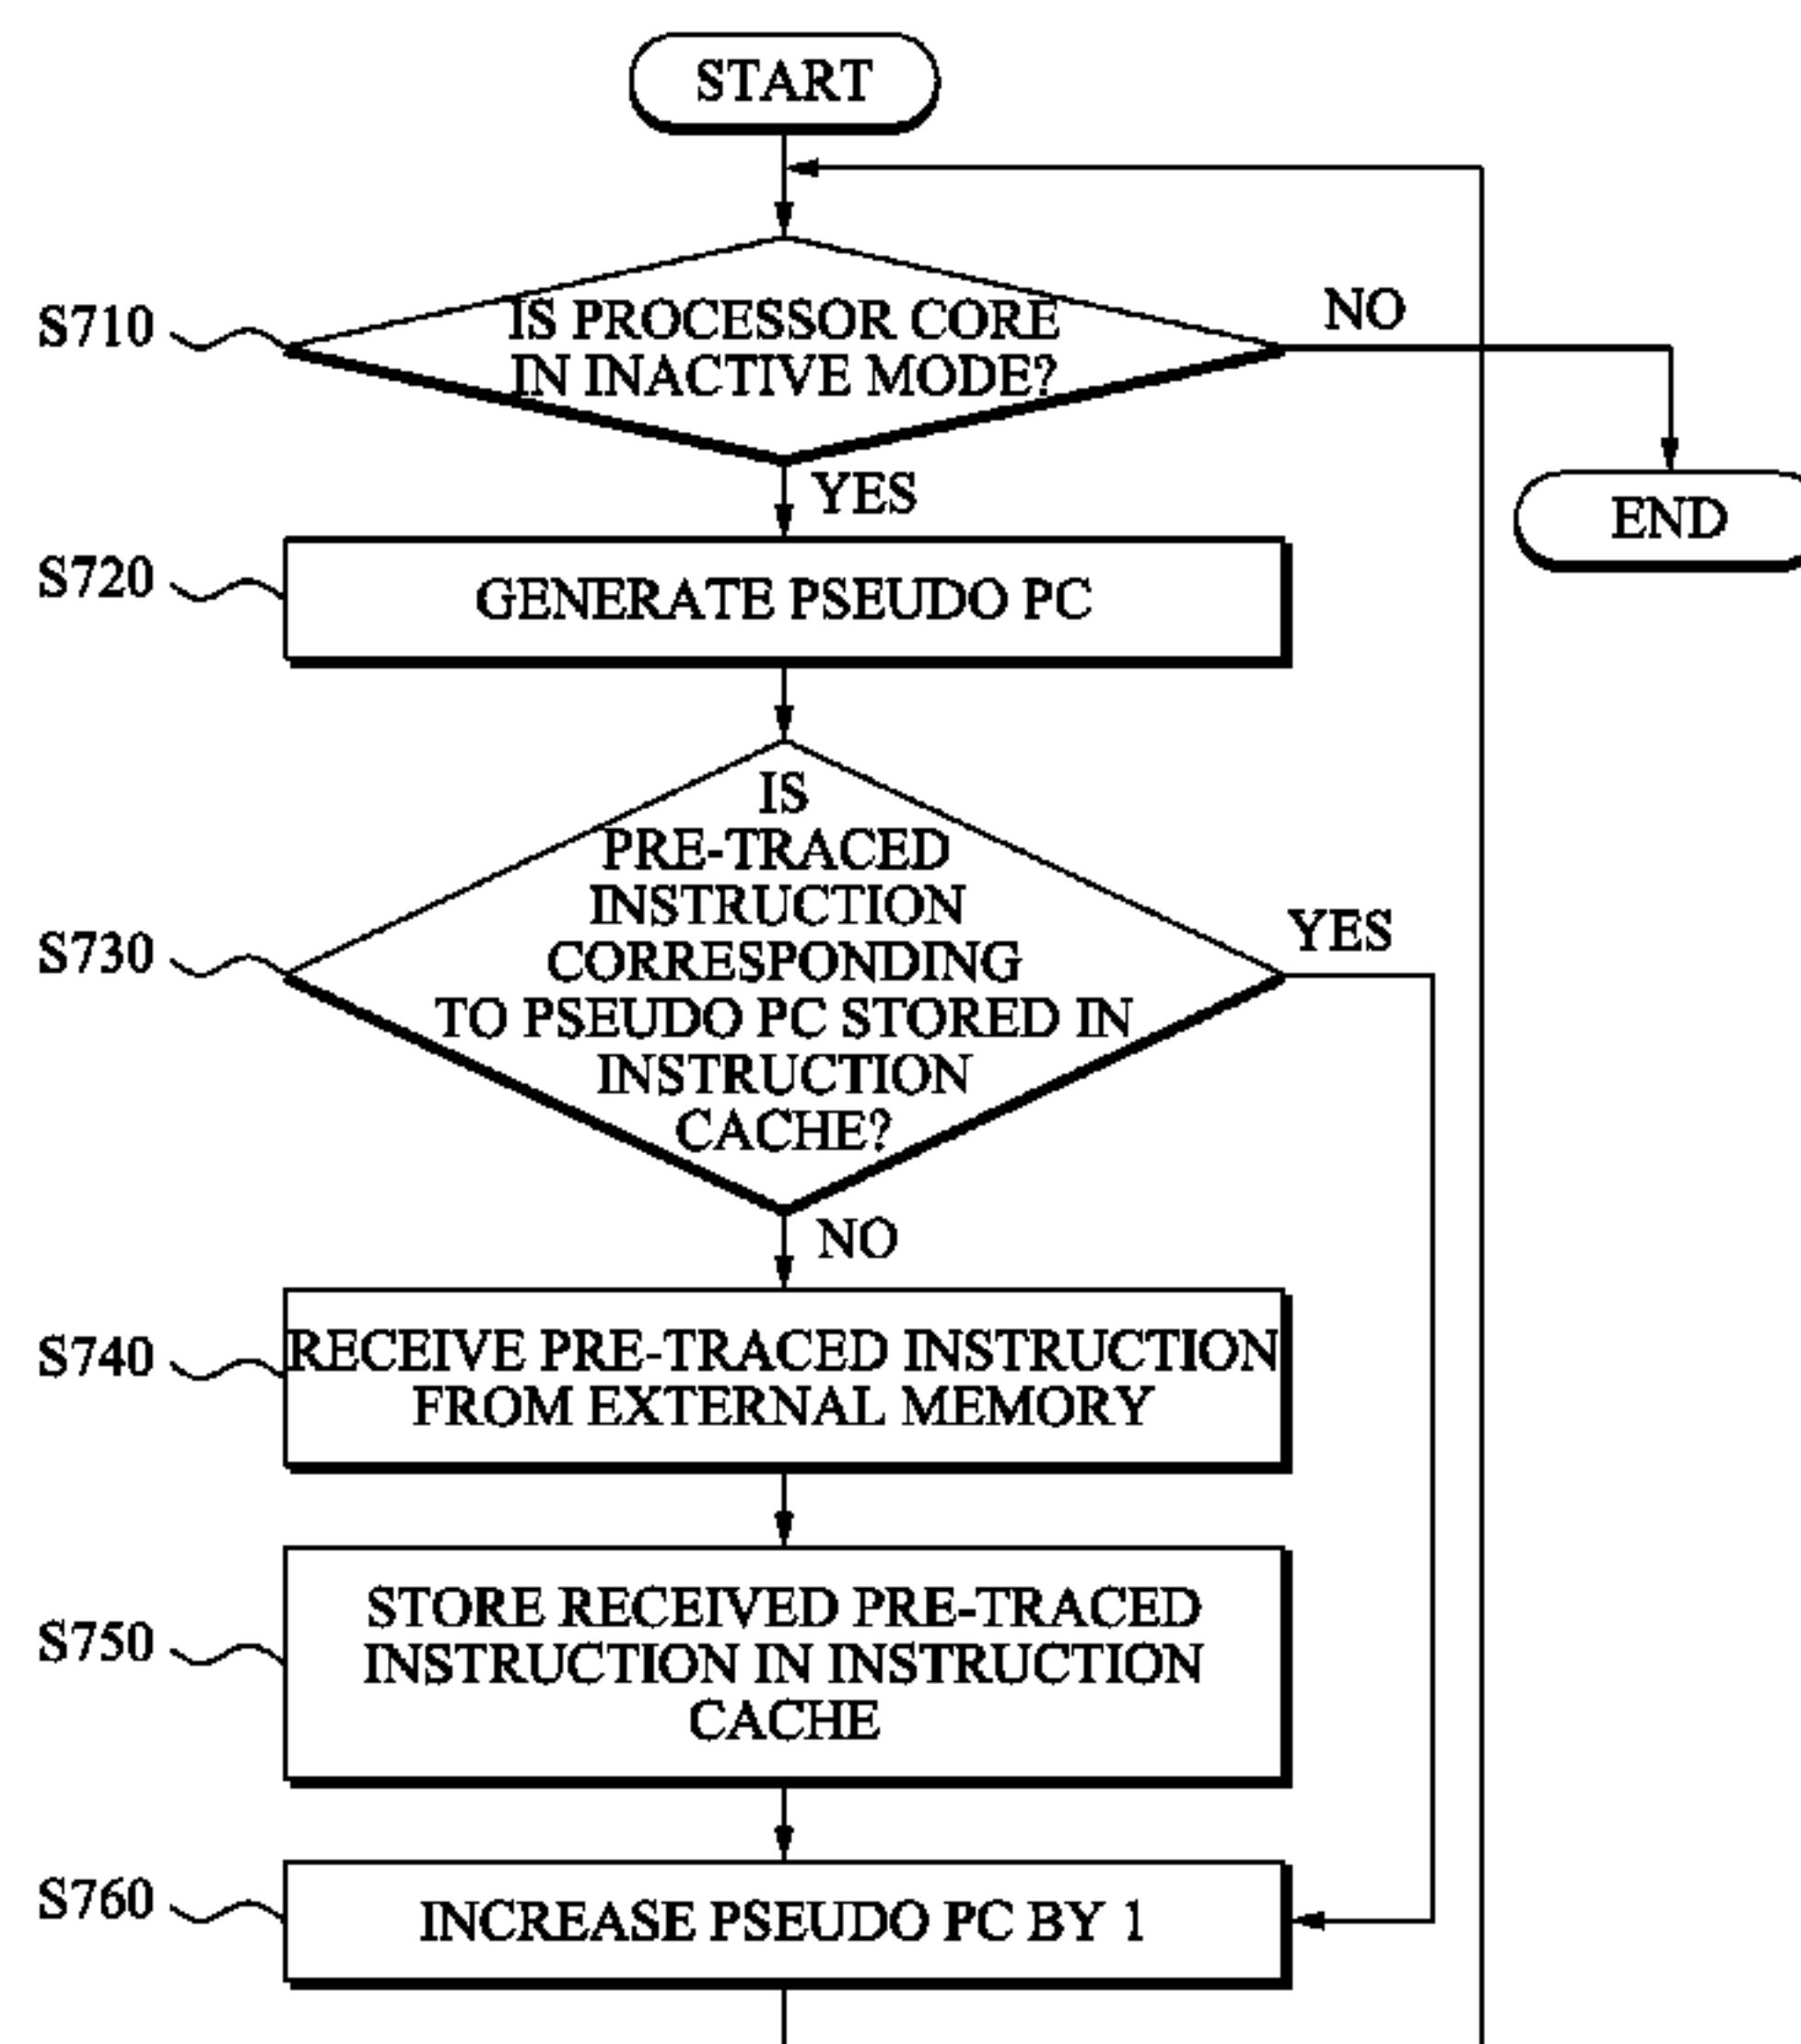 START
S710
IS PROCESSOR CORE
IN INACTIVE MODE?
NO
YES
END
S720
GENERATE PSEUDO PC
S730
IS
PRE-TRACED
INSTRUCTION
CORRESPONDING
TO PSEUDO PC STORED IN
INSTRUCTION
CACHE?
YES
NO
S740
RECEIVE PRE-TRACED INSTRUCTION
FROM EXTERNAL MEMORY
S750
STORE RECEIVED PRE-TRACED
INSTRUCTION IN INSTRUCTION
CACHE
S760
INCREASE PSEUDO PC BY 1